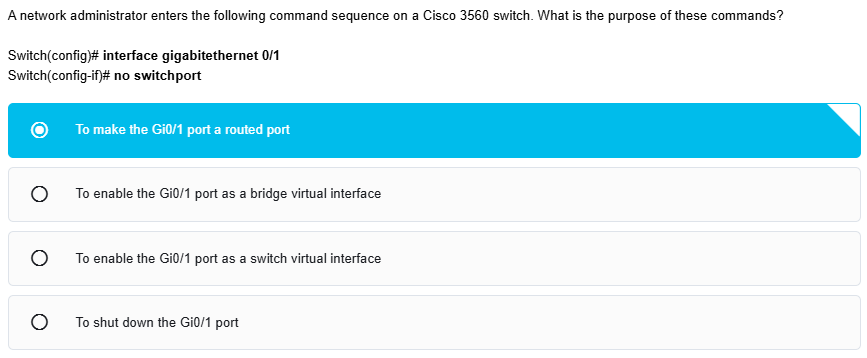 A network administrator enters the following command sequence on a Cisco 3560 switch. What is the purpose of these commands?
Switch(config)# interface gigabitethernet 0/1
Switch(config-if)# no switchport
To make the Gi0/1 port a routed port
To enable the Gi0/1 port as a bridge virtual interface
To enable the Gi0/1 port as a switch virtual interface
To shut down the Gi0/1 port